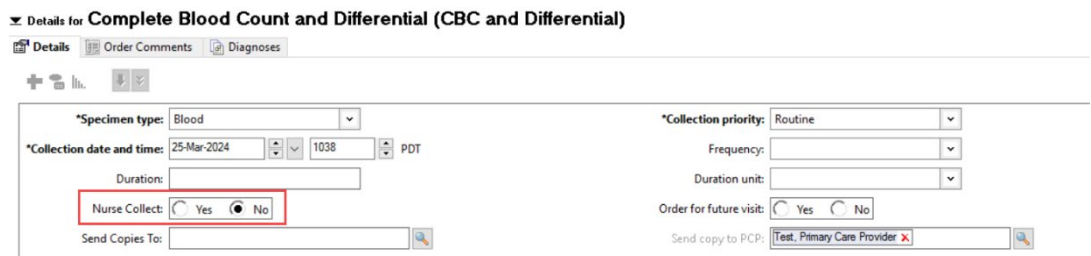 Details for Complete Blood Count and Differential (CBC and Differential)
Details Order Comments Diagnoses
*Specimen type: Blood *Collection priority: Routine
*Collection date and time: 25-Mar-2024 1038 PDT Frequency:
Duration: Duration unit:
Nurse Collect: Yes No Order for future visit: Yes No
Send Copies To: Send copy to PCP: Test, Primary Care Provider